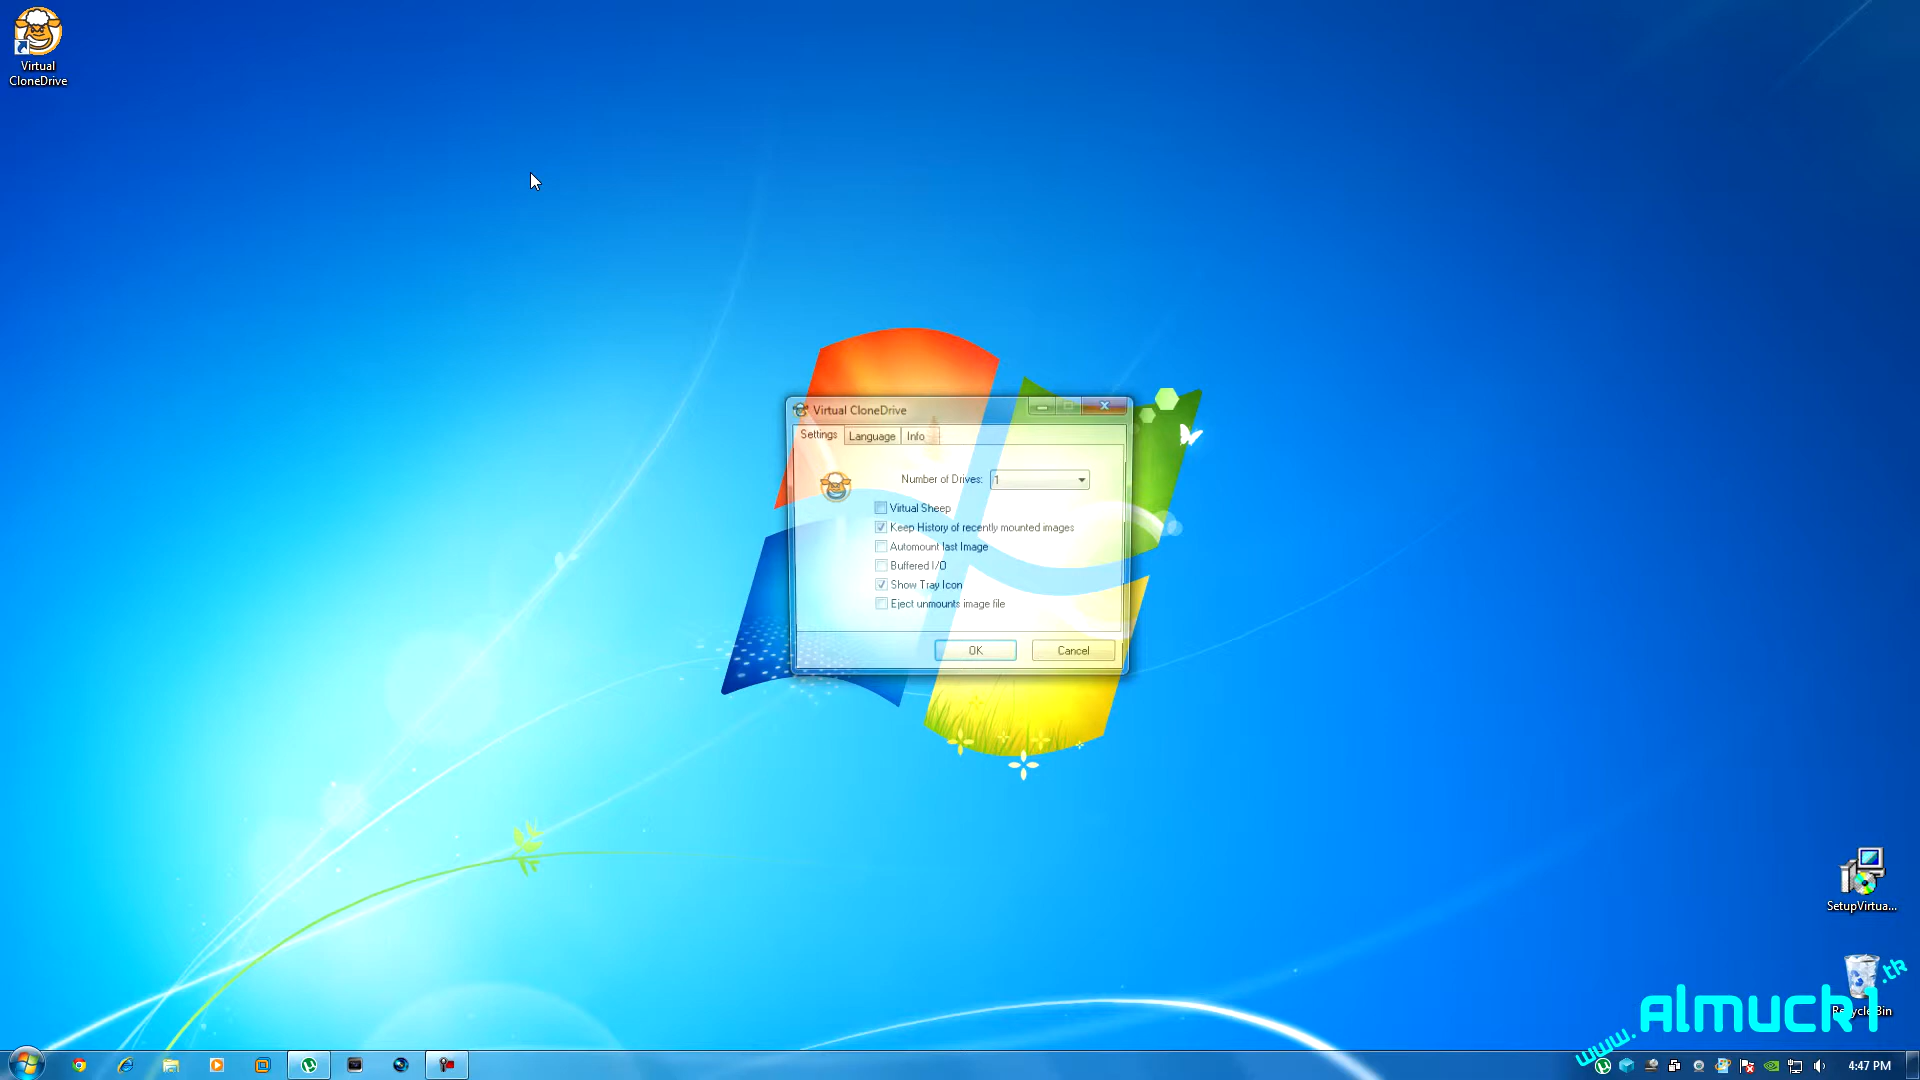 Virtual
CloneDrive
Virtual CloneDrive
Settings
Language
Info
Number of Drives: 1
Virtual Sheep
Keep History of recently mounted images
Automount last Image
Buffered I/O
Show Tray Icon
Eject unmounts image file
OK
Cancel
SetupVirtua...
Recycle Bin
www.almuck1.tk
4:47 PM